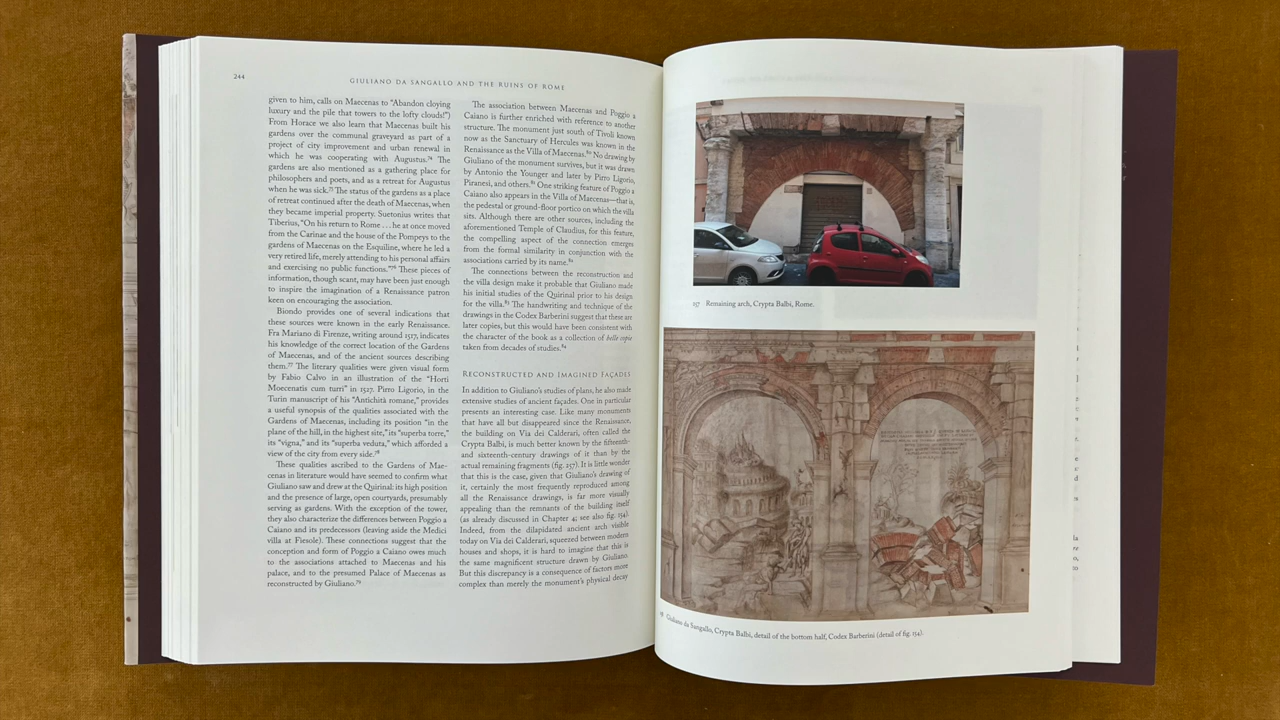 244
GIULIANO DA SANGALLO AND THE RUINS OF ROME
given to him, calls on Maecenas to “Abandon cloying
luxury and the pile that towers to the lofty clouds!”)
From Horace we also learn that Maecenas built his
gardens over the communal graveyard as part of a
project of city improvement and urban renewal in
which he was cooperating with Augustus.⁷⁴ The
gardens are also mentioned as a gathering place for
philosophers and poets, and as a retreat for Augustus
when he was sick.⁷⁵ The status of the gardens as a place
of retreat continued after the death of Maecenas, when
they became imperial property. Suetonius writes that
Tiberius, “On his return to Rome . . . he at once moved
from the Carinae and the house of the Pompeys to the
gardens of Maecenas on the Esquiline, where he led a
very retired life, merely attending to his personal affairs
and exercising no public functions.”⁷⁶ These pieces of
information, though scant, may have been just enough
to inspire the imagination of a Renaissance patron
keen on encouraging the association.
Biondo provides one of several indications that
these sources were known in the early Renaissance.
Fra Mariano di Firenze, writing around 1517, indicates
his knowledge of the correct location of the Gardens
of Maecenas, and of the ancient sources describing
them.⁷⁷ The literary qualities were given visual form
by Fabio Calvo in an illustration of the “Horti
Moecenatis cum turri” in 1527. Pirro Ligorio, in the
Turin manuscript of his “Antichità romane,” provides
a useful synopsis of the qualities associated with the
Gardens of Maecenas, including its position “in the
plane of the hill, in the highest site,” its “superba torre,”
its “vigna,” and its “superba veduta,” which afforded a
view of the city from every side.⁷⁸
These qualities ascribed to the Gardens of Mae-
cenas in literature would have seemed to confirm what
Giuliano saw and drew at the Quirinal: its high position
and the presence of large, open courtyards, presumably
serving as gardens. With the exception of the tower,
they also characterize the differences between Poggio a
Caiano and its predecessors (leaving aside the Medici
villa at Fiesole). These connections suggest that the
conception and form of Poggio a Caiano owes much
to the associations attached to Maecenas and his
palace, and to the presumed Palace of Maecenas as
reconstructed by Giuliano.⁷⁹
The association between Maecenas and Poggio a
Caiano is further enriched with reference to another
structure. The monument just south of Tivoli known
now as the Sanctuary of Hercules was known in the
Renaissance as the Villa of Maecenas.⁸⁰ No drawing by
Giuliano of the monument survives, but it was drawn
by Antonio the Younger and later by Pirro Ligorio,
Piranesi, and others.⁸¹ One striking feature of Poggio a
Caiano also appears in the Villa of Maecenas—that is,
the pedestal or ground-floor portico on which the villa
sits. Although there are other sources, including the
aforementioned Temple of Claudius, for this feature,
the compelling aspect of the connection emerges
from the formal similarity in conjunction with the
associations carried by its name.⁸²
The connections between the reconstruction and
the villa design make it probable that Giuliano made
his initial studies of the Quirinal prior to his design
for the villa.⁸³ The handwriting and technique of the
drawings in the Codex Barberini suggest that these are
later copies, but this would have been consistent with
the character of the book as a collection of belle copie
taken from decades of studies.⁸⁴
RECONSTRUCTED AND IMAGINED FAÇADES
In addition to Giuliano’s studies of plans, he also made
extensive studies of ancient façades. One in particular
presents an interesting case. Like many monuments
that have all but disappeared since the Renaissance,
the building on Via dei Calderari, often called the
Crypta Balbi, is much better known by the fifteenth-
and sixteenth-century drawings of it than by the
actual remaining fragments (fig. 257). It is little wonder
that this is the case, given that Giuliano’s drawing of
it, certainly the most frequently reproduced among
all the Renaissance drawings, is far more visually
appealing than the remnants of the building itself
(as already discussed in Chapter 4; see also fig. 134).
Indeed, from the dilapidated ancient arch visible
today on Via dei Calderari, squeezed between modern
houses and shops, it is hard to imagine that this is
the same magnificent structure drawn by Giuliano.
But this discrepancy is a consequence of factors more
complex than merely the monument’s physical decay
257 Remaining arch, Crypta Balbi, Rome.
Giuliano da Sangallo, Crypta Balbi, detail of the bottom half, Codex Barberini (detail of fig. 134).